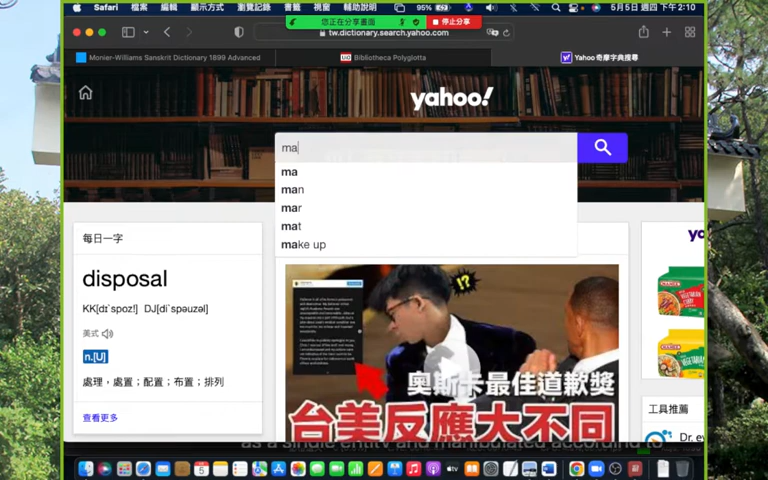 Safari 檔案 編輯 顯示方式 瀏覽記錄 書籤 視窗 輔助說明 95% 5月5日 週四 下午 2:10
您正在分享畫面 停止分享
tw.dictionary.search.yahoo.com
Monier-Williams Sanskrit Dictionary 1899 Advanced
Bibliotheca Polyglotta
Yahoo奇摩字典搜尋
yahoo!
ma
ma
man
mar
mat
make up
每日一字
disposal
KK[dɪˋspozḷ] DJ[diˋspəuzəl]
美式
n.[U]
處理,處置;配置;布置;排列
查看更多
!?
奧斯卡最佳道歉獎
台美反應大不同
工具推薦
Dr. e
as a single entity and manipulated according to